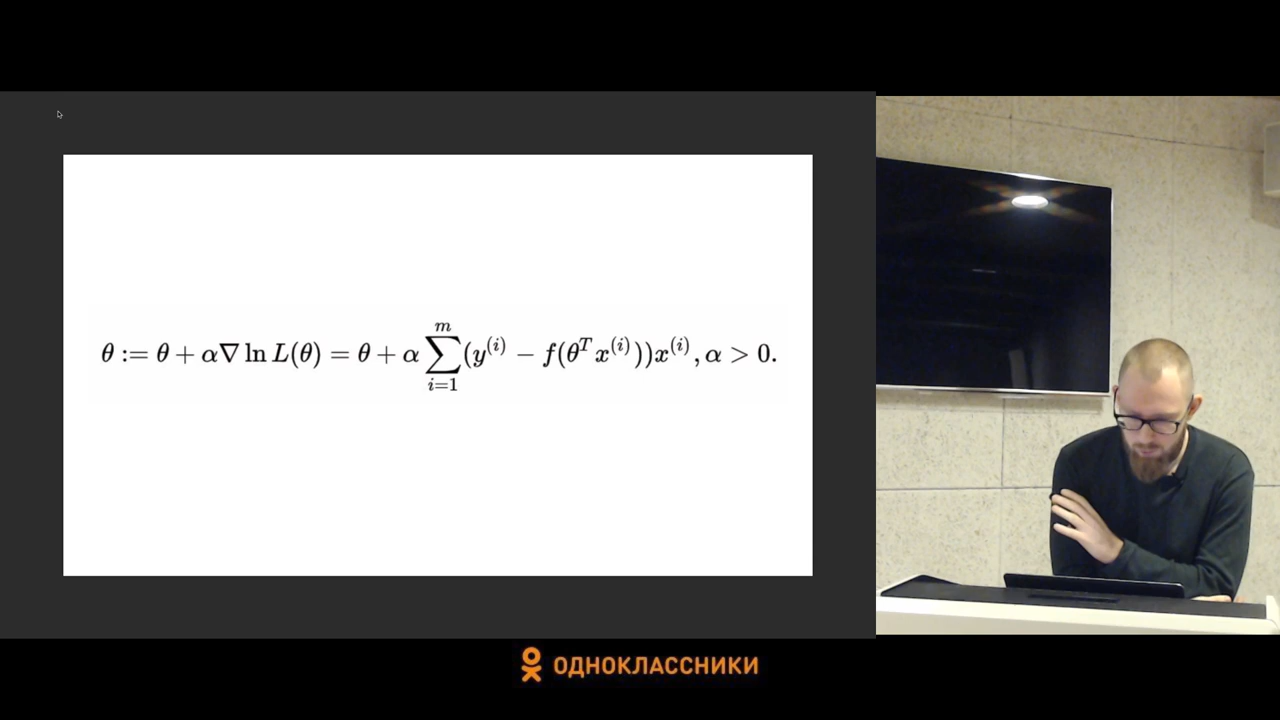 θ := θ + α∇ ln L(θ) = θ + α ∑_{i=1}^{m} (y^{(i)} − f(θ^T x^{(i)}))x^{(i)}, α > 0.
ОДНОКЛАССНИКИ